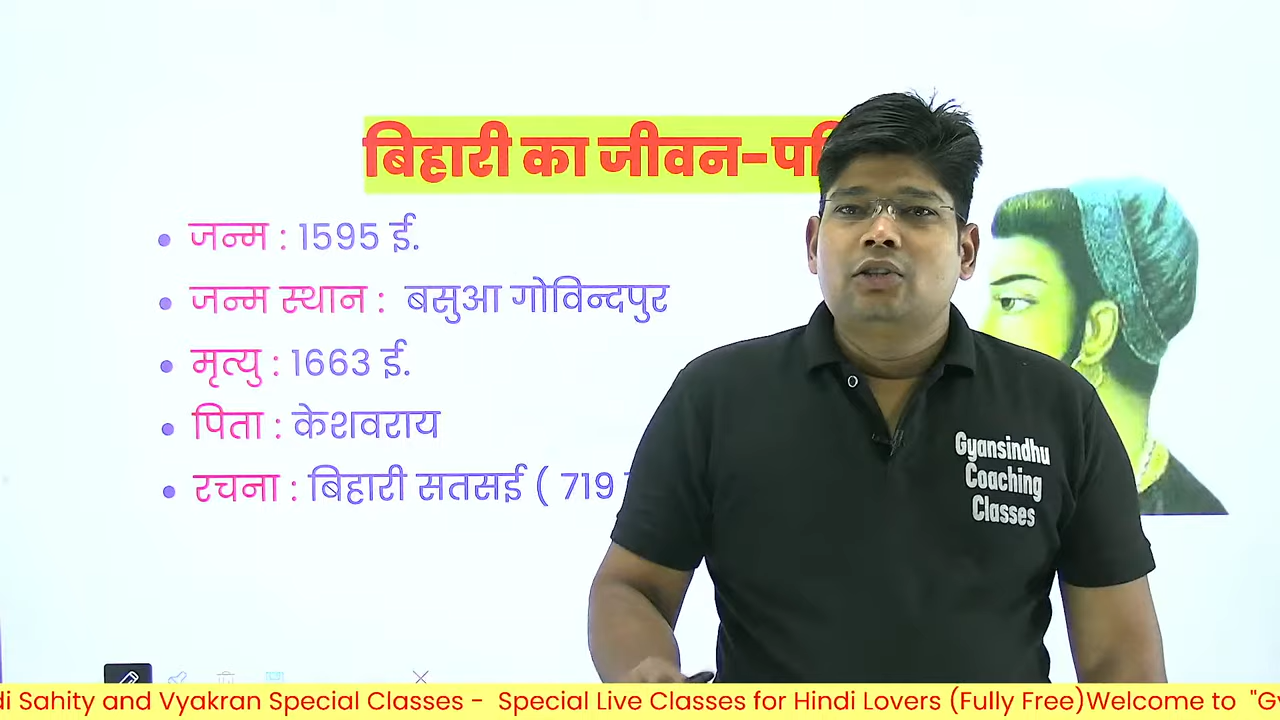 बिहारी का जीवन-परि
• जन्म : 1595 ई.
• जन्म स्थान : बसुआ गोविन्दपुर
• मृत्यु : 1663 ई.
• पिता : केशवराय
• रचना : बिहारी सतसई ( 719
Gyansindhu
Coaching
Classes
di Sahity and Vyakran Special Classes - Special Live Classes for Hindi Lovers (Fully Free)Welcome to "G